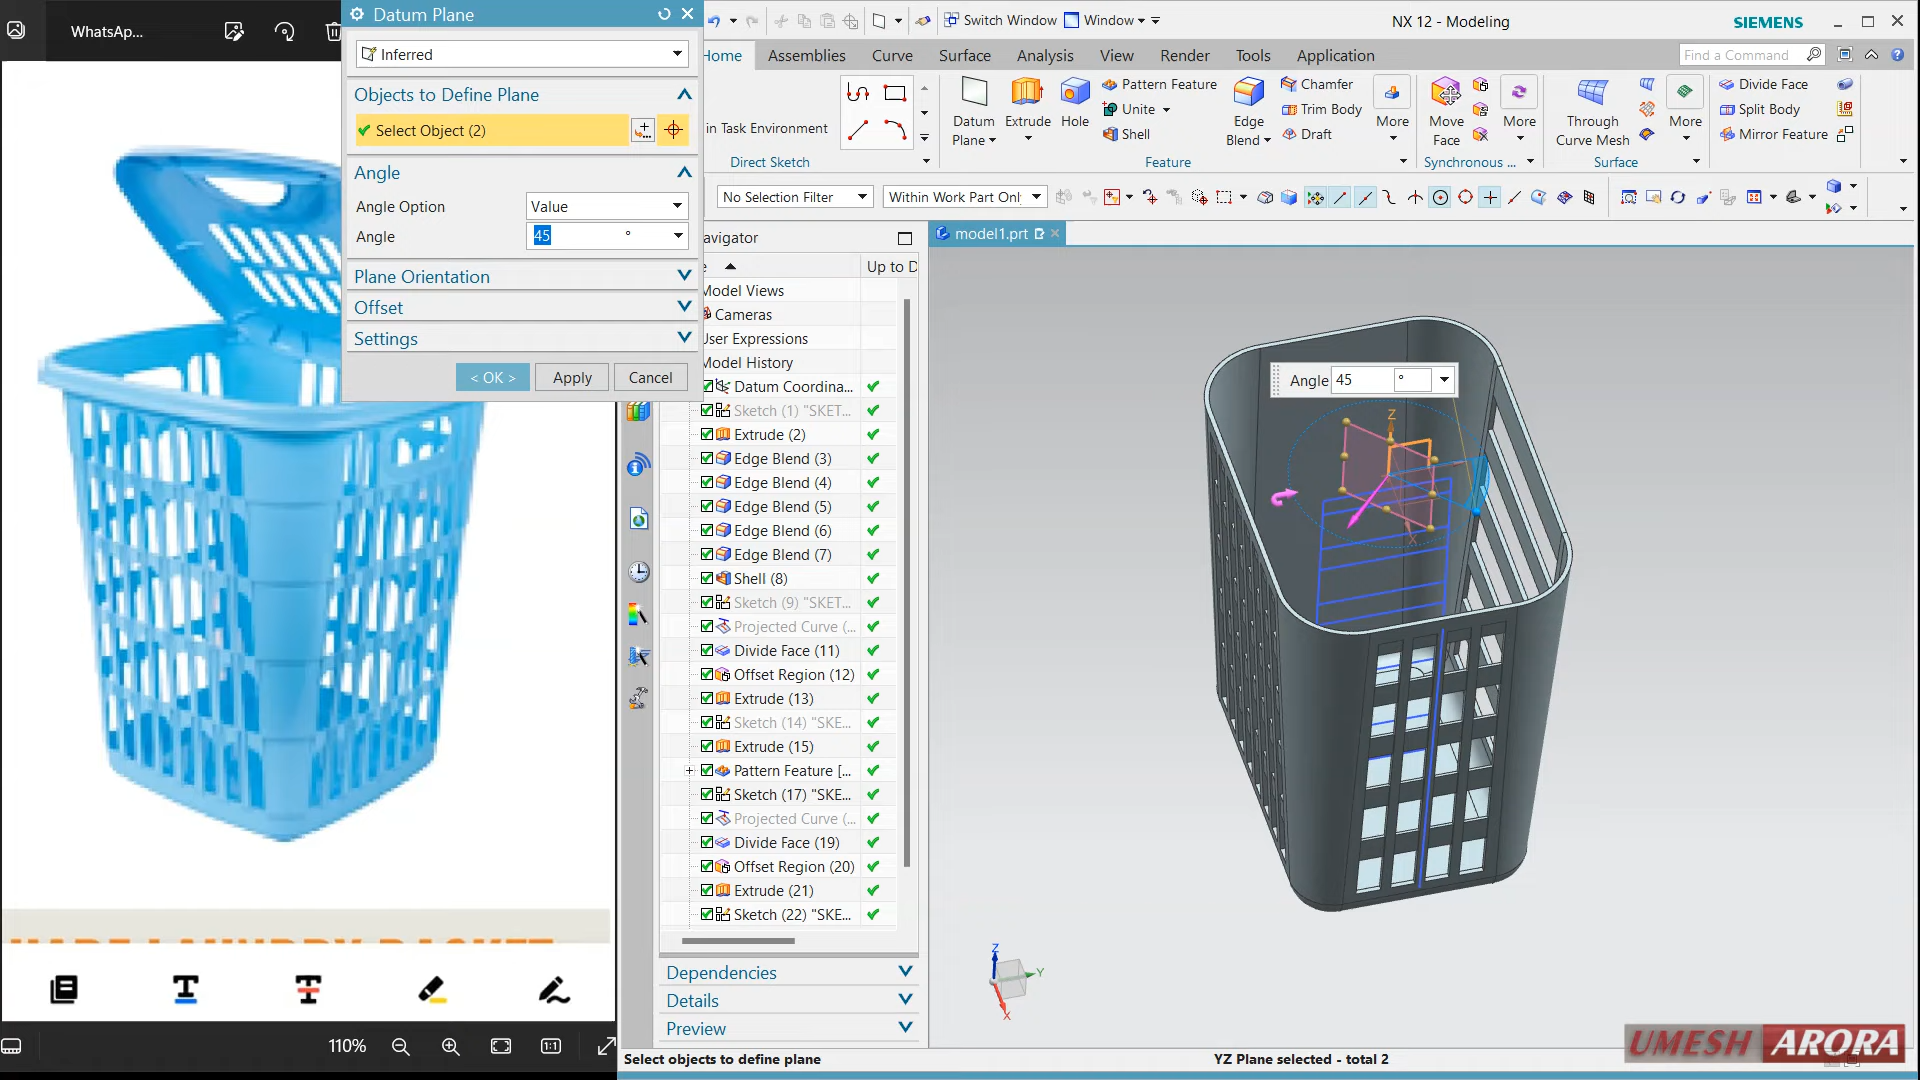 WhatsAp...
Datum Plane
Inferred
Objects to Define Plane
Select Object (2)
Angle
Angle Option
Value
Angle
45
°
Plane Orientation
Offset
Settings
< OK >
Apply
Cancel
Switch Window
Window
NX 12 - Modeling
SIEMENS
Home
Assemblies
Curve
Surface
Analysis
View
Render
Tools
Application
Find a Command
in Task Environment
Direct Sketch
Datum
Plane
Extrude
Hole
Pattern Feature
Unite
Shell
Feature
Edge
Blend
Chamfer
Trim Body
Draft
More
Move
Face
Synchronous ...
More
Through
Curve Mesh
Surface
More
Divide Face
Split Body
Mirror Feature
No Selection Filter
Within Work Part Onl
avigator
model1.prt
e
Up to D
Model Views
Cameras
User Expressions
Model History
Datum Coordina...
Sketch (1) "SKET...
Extrude (2)
Edge Blend (3)
Edge Blend (4)
Edge Blend (5)
Edge Blend (6)
Edge Blend (7)
Shell (8)
Sketch (9) "SKET...
Projected Curve (...
Divide Face (11)
Offset Region (12)
Extrude (13)
Sketch (14) "SKE...
Extrude (15)
Pattern Feature [...
Sketch (17) "SKE...
Projected Curve (...
Divide Face (19)
Offset Region (20)
Extrude (21)
Sketch (22) "SKE...
Dependencies
Details
Preview
Angle 45 °
Z
X
Z
Y
X
110%
1:1
Select objects to define plane
YZ Plane selected - total 2
UMESH ARORA